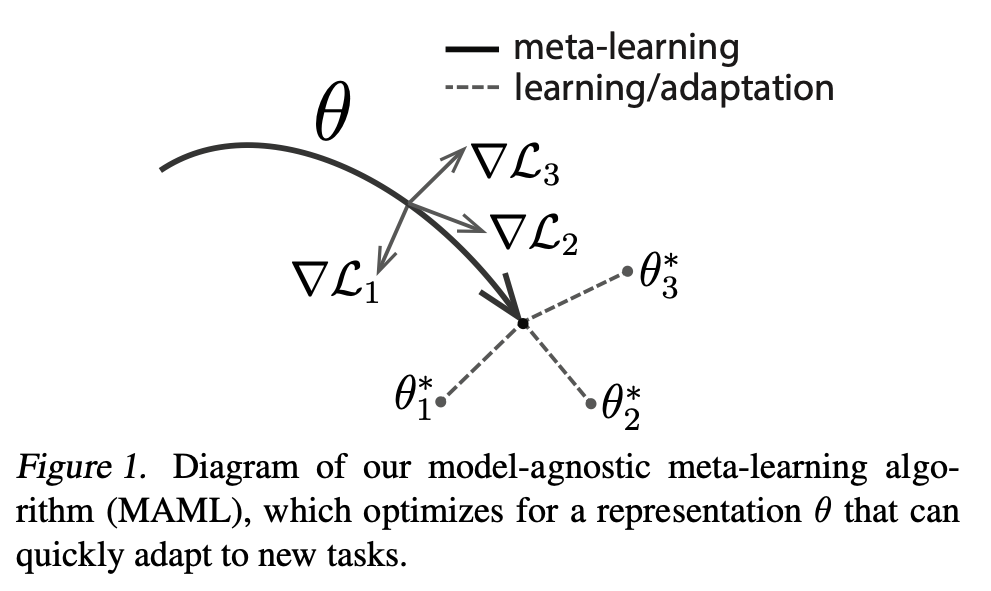 meta-learning
learning/adaptation
θ
∇ℒ₃
∇ℒ₂
∇ℒ₁
θ₃*
θ₁*
θ₂*
Figure 1. Diagram of our model-agnostic meta-learning algo-
rithm (MAML), which optimizes for a representation θ that can
quickly adapt to new tasks.